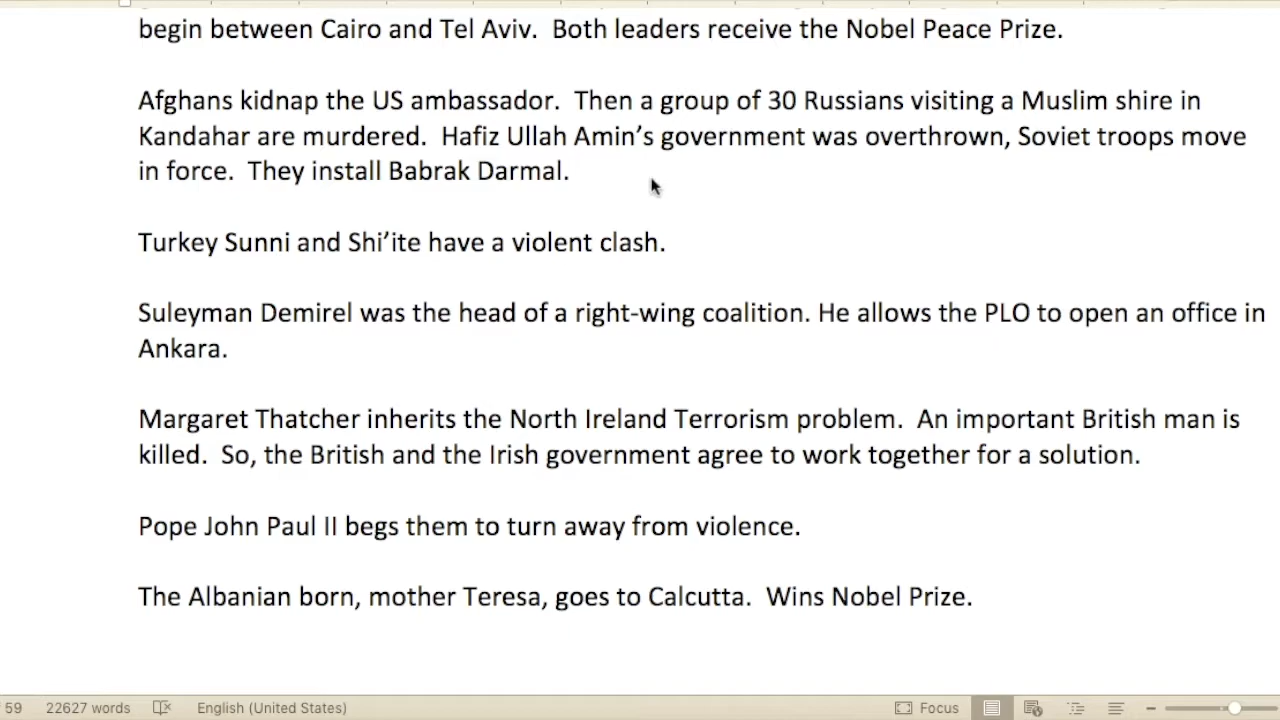 begin between Cairo and Tel Aviv.  Both leaders receive the Nobel Peace Prize.
Afghans kidnap the US ambassador.  Then a group of 30 Russians visiting a Muslim shire in
Kandahar are murdered.  Hafiz Ullah Amin’s government was overthrown, Soviet troops move
in force.  They install Babrak Darmal.
Turkey Sunni and Shi’ite have a violent clash.
Suleyman Demirel was the head of a right-wing coalition. He allows the PLO to open an office in
Ankara.
Margaret Thatcher inherits the North Ireland Terrorism problem.  An important British man is
killed.  So, the British and the Irish government agree to work together for a solution.
Pope John Paul II begs them to turn away from violence.
The Albanian born, mother Teresa, goes to Calcutta.  Wins Nobel Prize.
59 22627 words English (United States) Focus